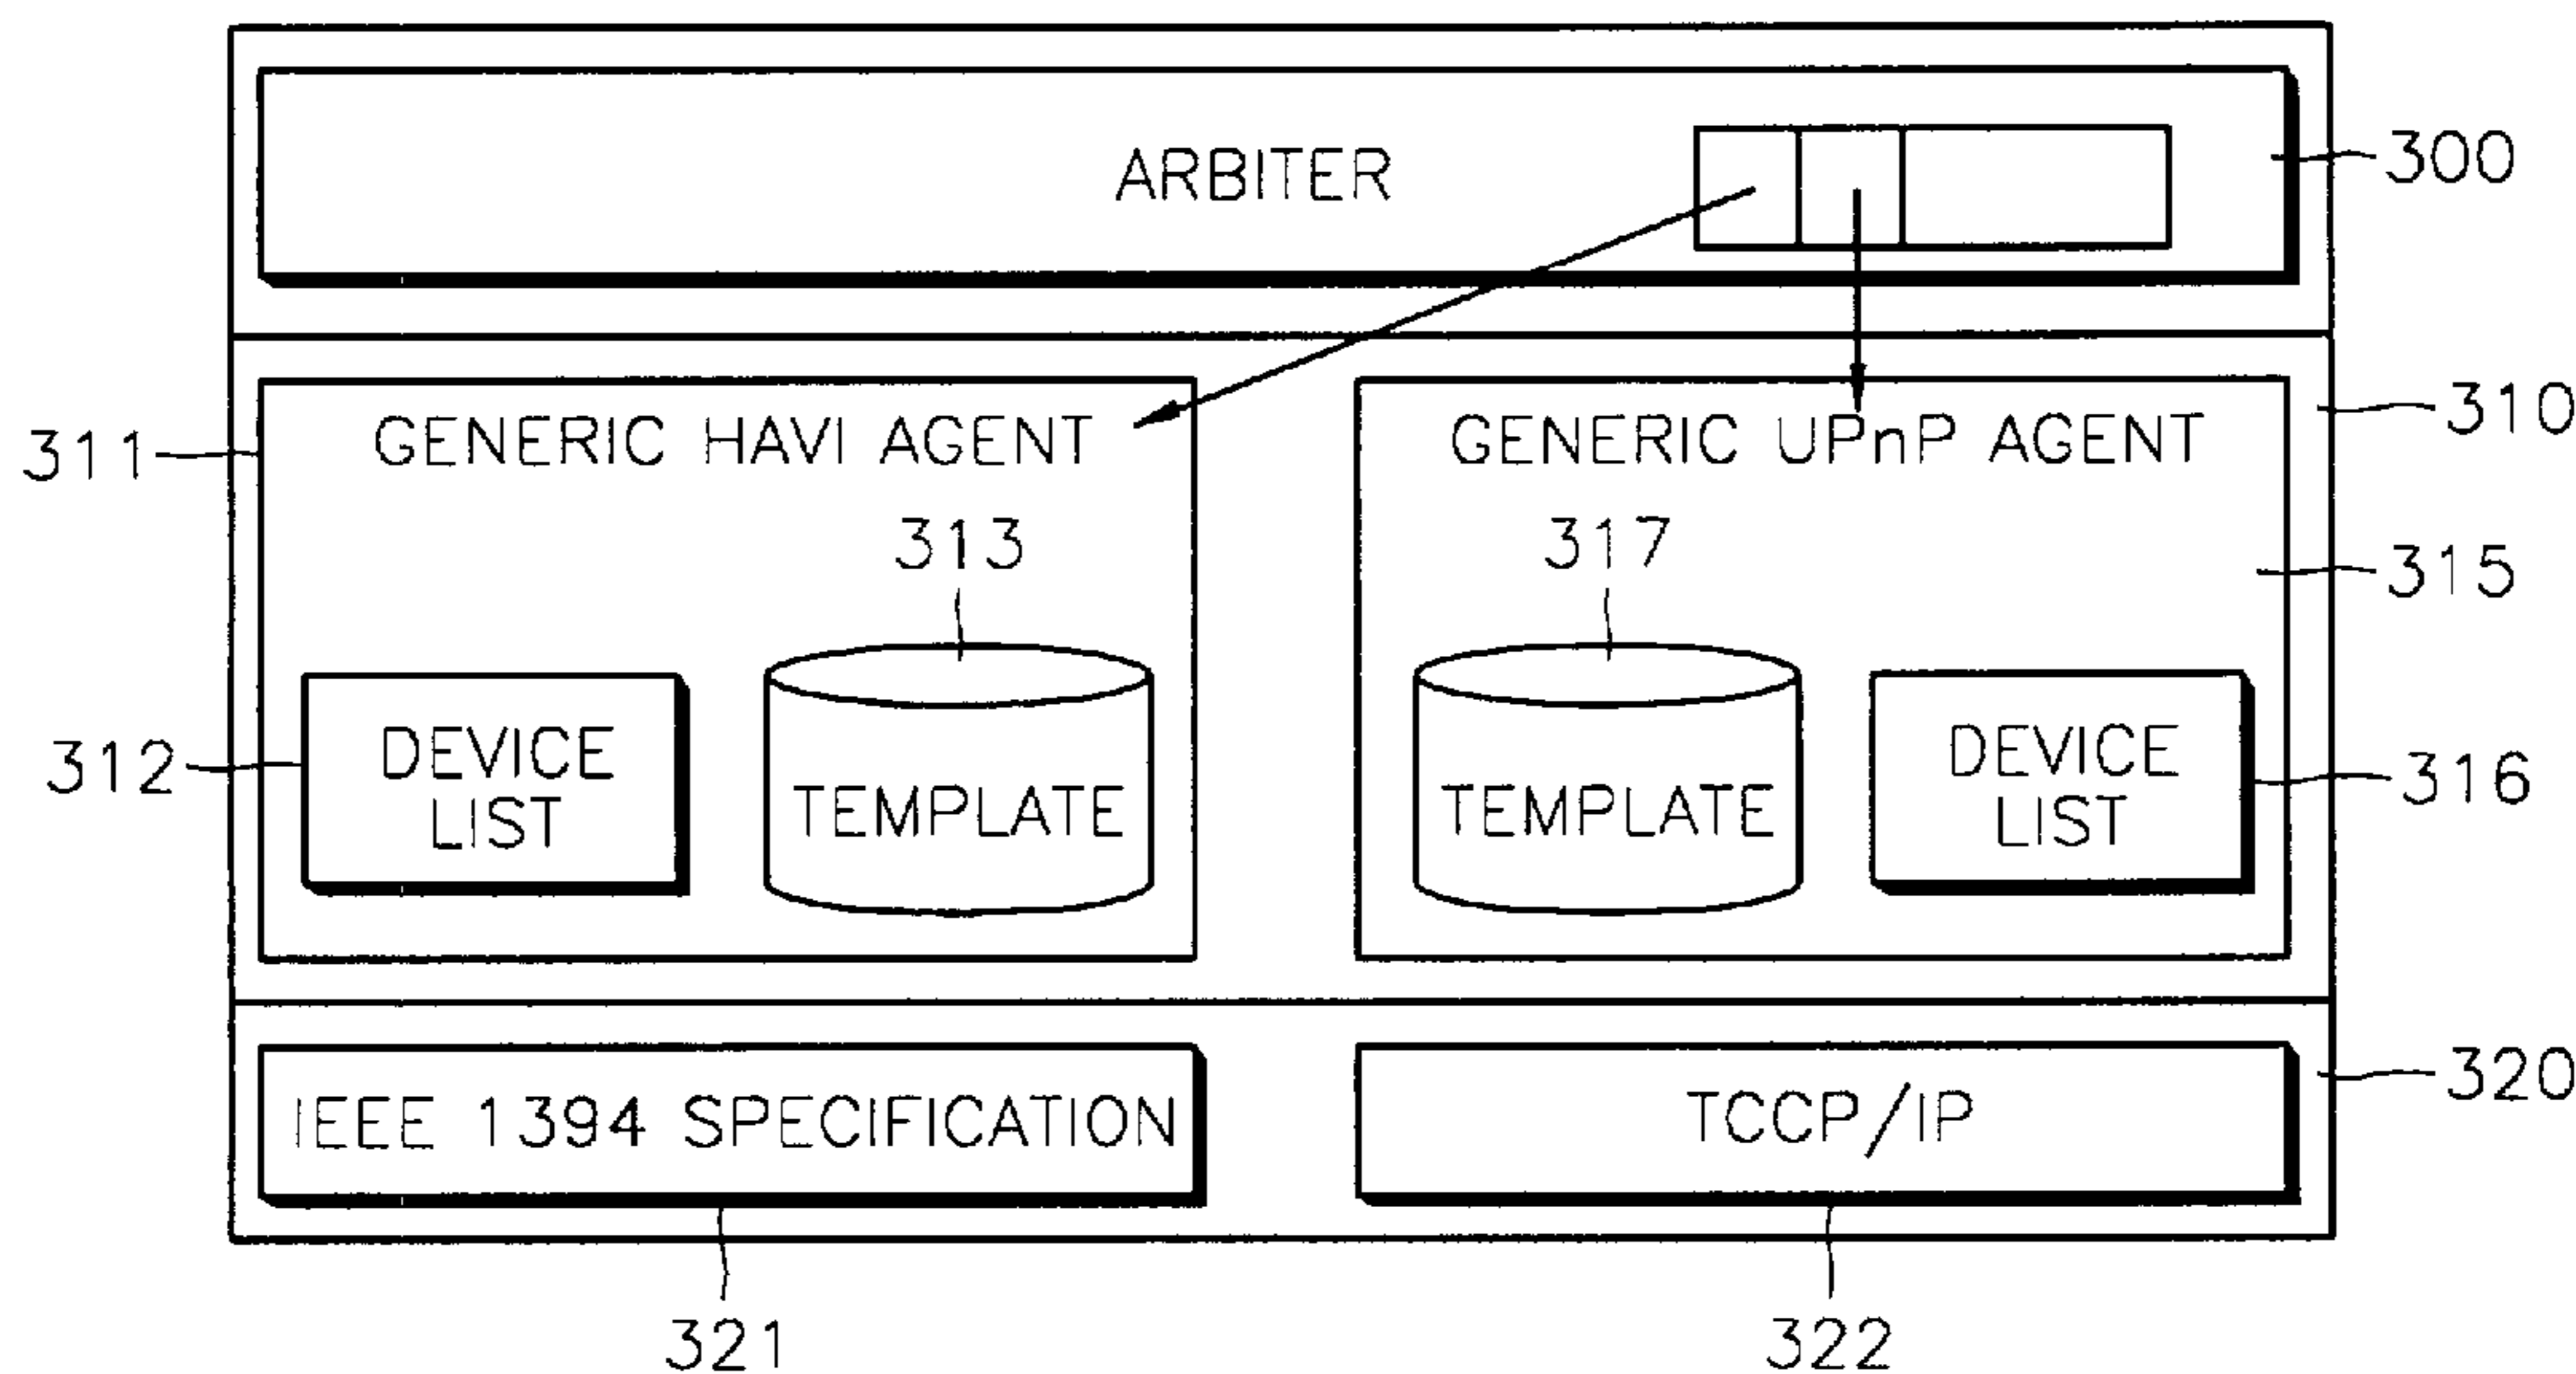 ARBITER
300
GENERIC HAVI AGENT
GENERIC UPnP AGENT
310
311
313
317
315
312
DEVICE
LIST
TEMPLATE
TEMPLATE
DEVICE
LIST
316
IEEE 1394 SPECIFICATION
TCCP/IP
320
321
322